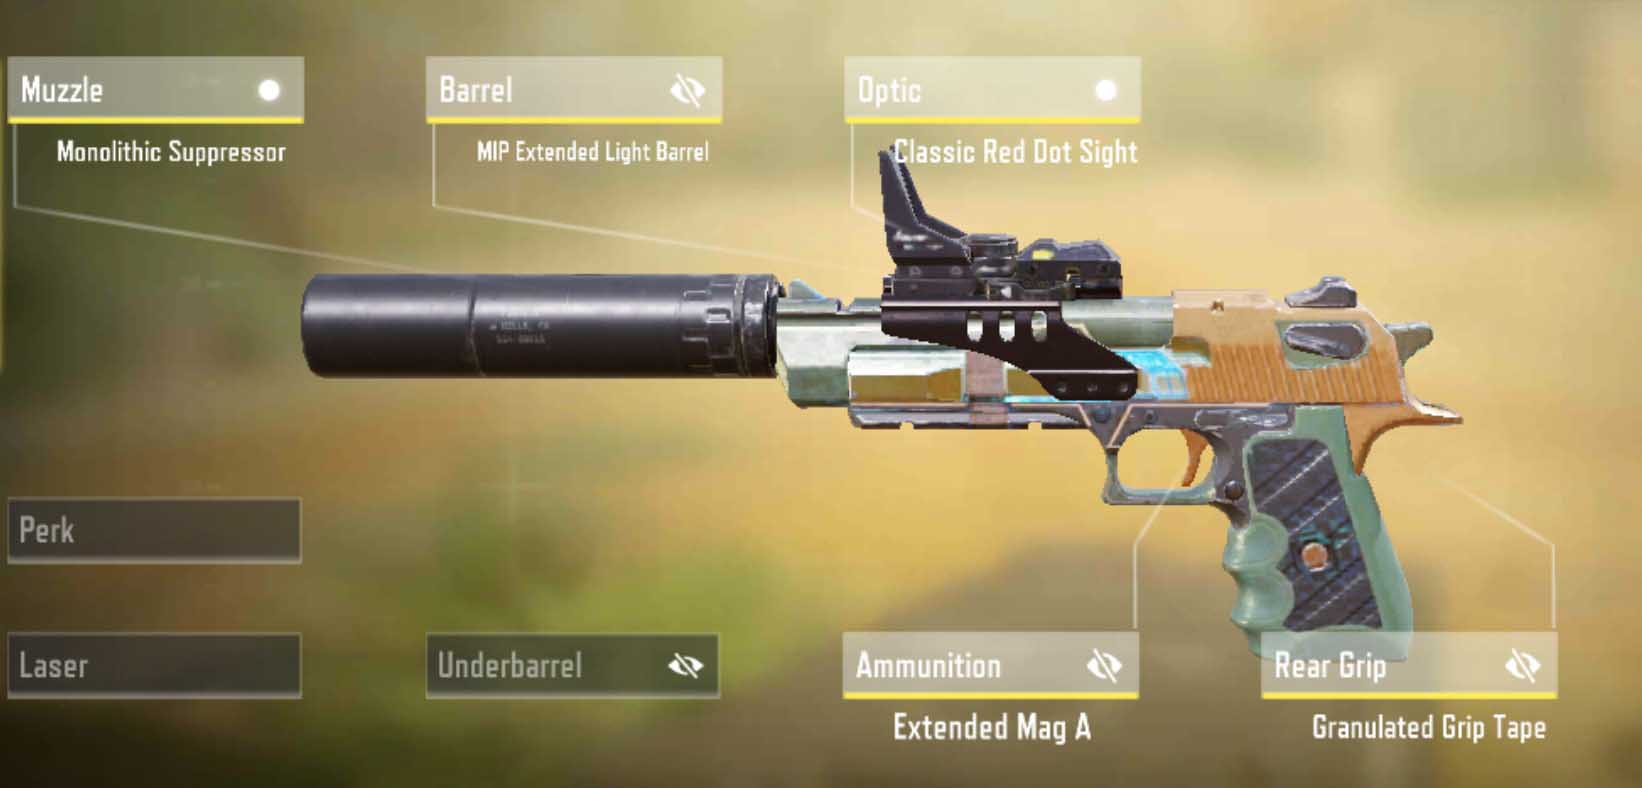 Muzzle
Barrel
Optic
Monolithic Suppressor
MIP Extended Light Barrel
Classic Red Dot Sight
Perk
Laser
Underbarrel
Ammunition
Rear Grip
Extended Mag A
Granulated Grip Tape